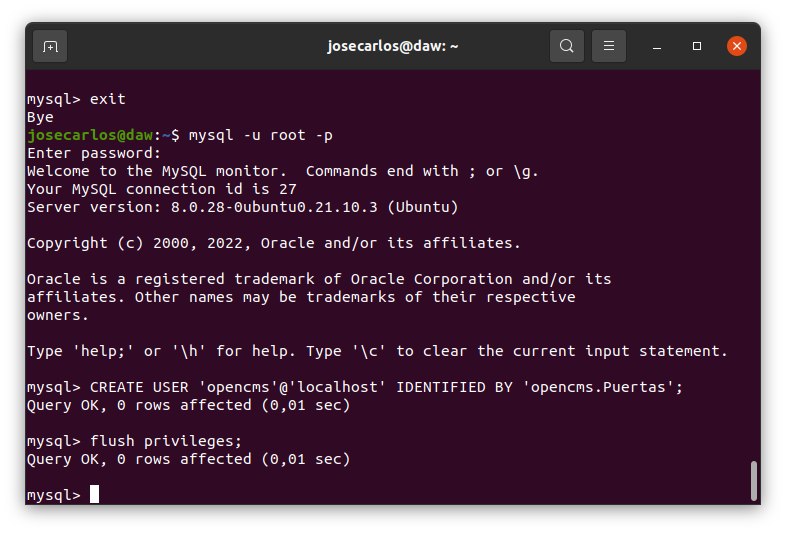 josecarlos@daw: ~
mysql> exit
Bye
josecarlos@daw:~$ mysql -u root -p
Enter password:
Welcome to the MySQL monitor.  Commands end with ; or \g.
Your MySQL connection id is 27
Server version: 8.0.28-0ubuntu0.21.10.3 (Ubuntu)
Copyright (c) 2000, 2022, Oracle and/or its affiliates.
Oracle is a registered trademark of Oracle Corporation and/or its
affiliates. Other names may be trademarks of their respective
owners.
Type 'help;' or '\h' for help. Type '\c' to clear the current input statement.
mysql> CREATE USER 'opencms'@'localhost' IDENTIFIED BY 'opencms.Puertas';
Query OK, 0 rows affected (0,01 sec)
mysql> flush privileges;
Query OK, 0 rows affected (0,01 sec)
mysql>